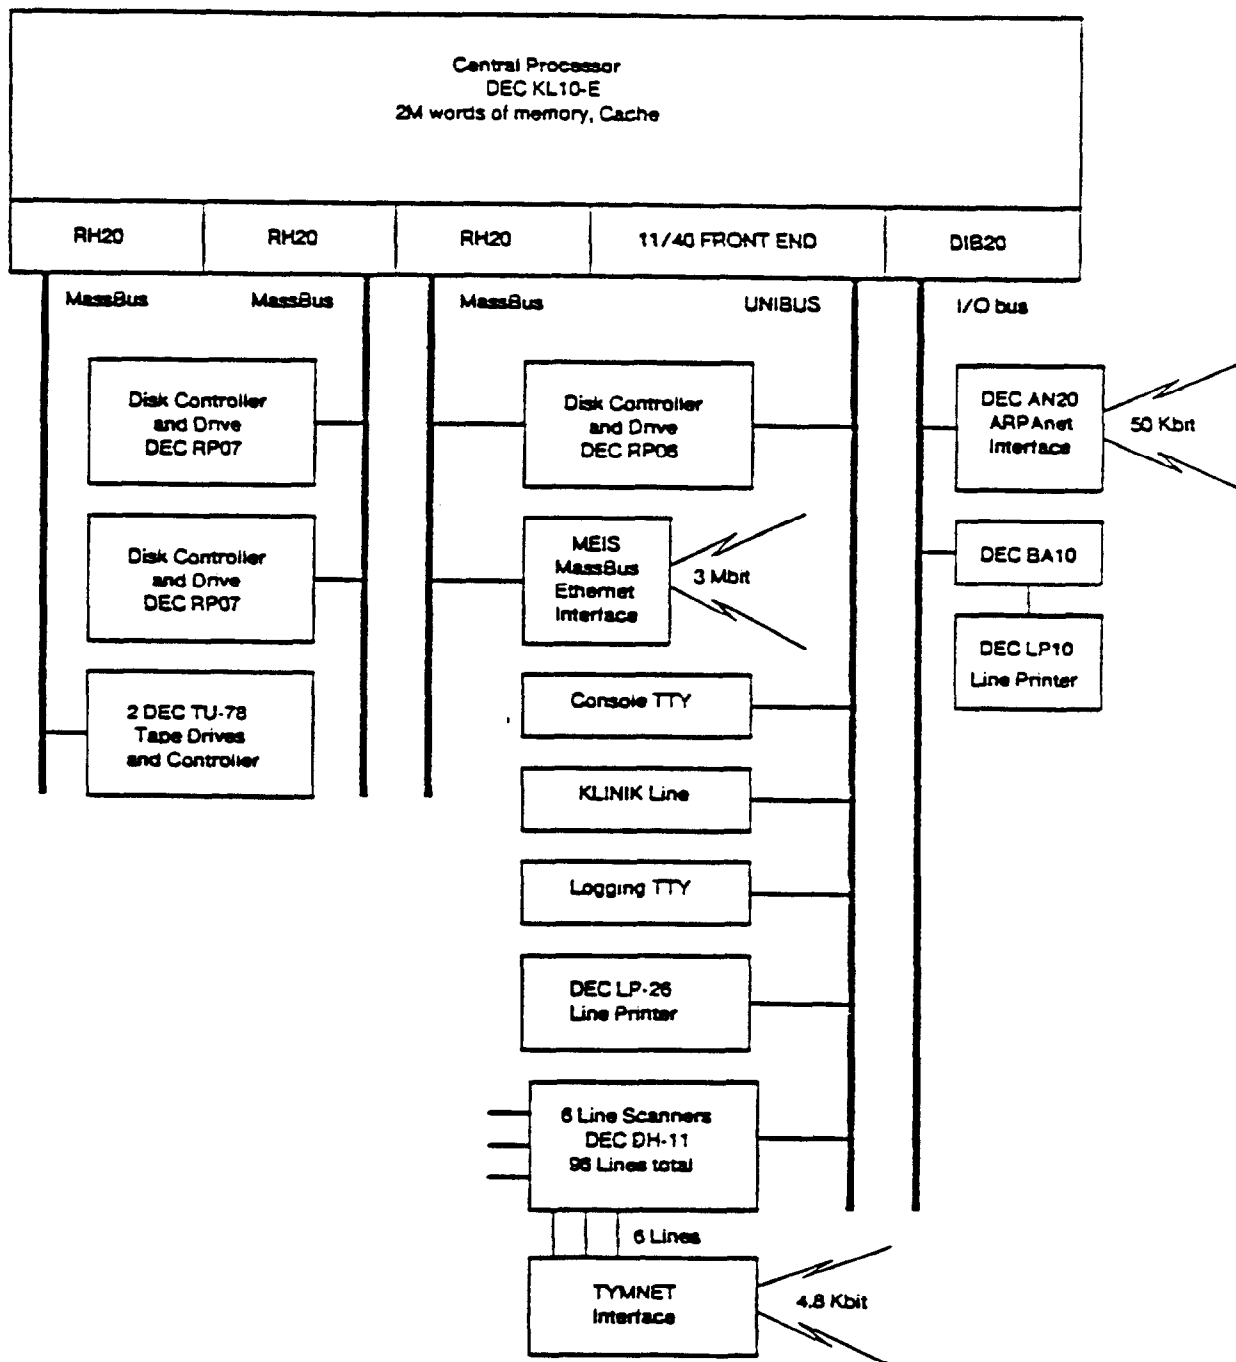 Central Processor
DEC KL10-E
2M words of memory, Cache
RH20
RH20
RH20
11/40 FRONT END
DIB20
MassBus
MassBus
MassBus
UNIBUS
I/O bus
Disk Controller
and Drive
DEC RP07
Disk Controller
and Drive
DEC RP06
DEC AN20
ARPAnet
Interface
50 Kbit
Disk Controller
and Drive
DEC RP07
MEIS
MassBus
Ethernet
Interface
3 Mbit
DEC BA10
DEC LP10
Line Printer
2 DEC TU-78
Tape Drives
and Controller
Console TTY
KLINIK Line
Logging TTY
DEC LP-26
Line Printer
6 Line Scanners
DEC DH-11
96 Lines total
6 Lines
TYMNET
Interface
4.8 Kbit